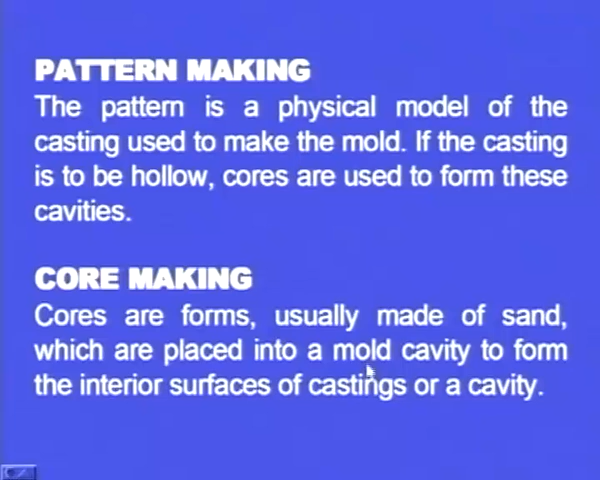 PATTERN MAKING
The pattern is a physical model of the
casting used to make the mold. If the casting
is to be hollow, cores are used to form these
cavities.
CORE MAKING
Cores are forms, usually made of sand,
which are placed into a mold cavity to form
the interior surfaces of castings or a cavity.